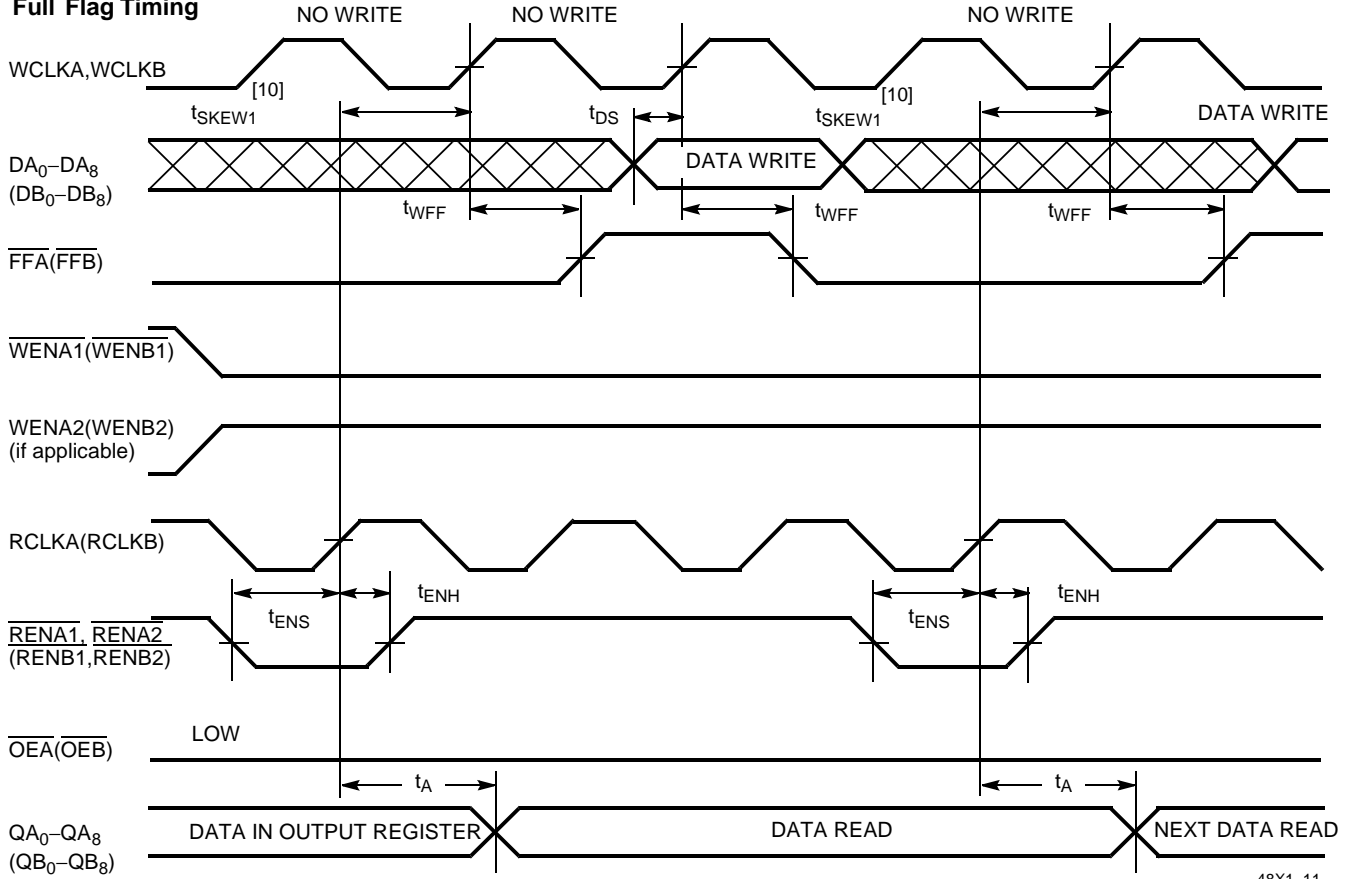 Full Flag Timing
NO WRITE
NO WRITE
NO WRITE
WCLKA,WCLKB
[10]
[10]
tSKEW1
tDS
tSKEW1
DATA WRITE
DA0–DA8
(DB0–DB8)
DATA WRITE
tWFF
tWFF
tWFF
FFA(FFB)
WENA1(WENB1)
WENA2(WENB2)
(if applicable)
RCLKA(RCLKB)
tENS
tENH
tENS
tENH
RENA1, RENA2
(RENB1,RENB2)
LOW
OEA(OEB)
tA
tA
QA0–QA8
(QB0–QB8)
DATA IN OUTPUT REGISTER
DATA READ
NEXT DATA READ